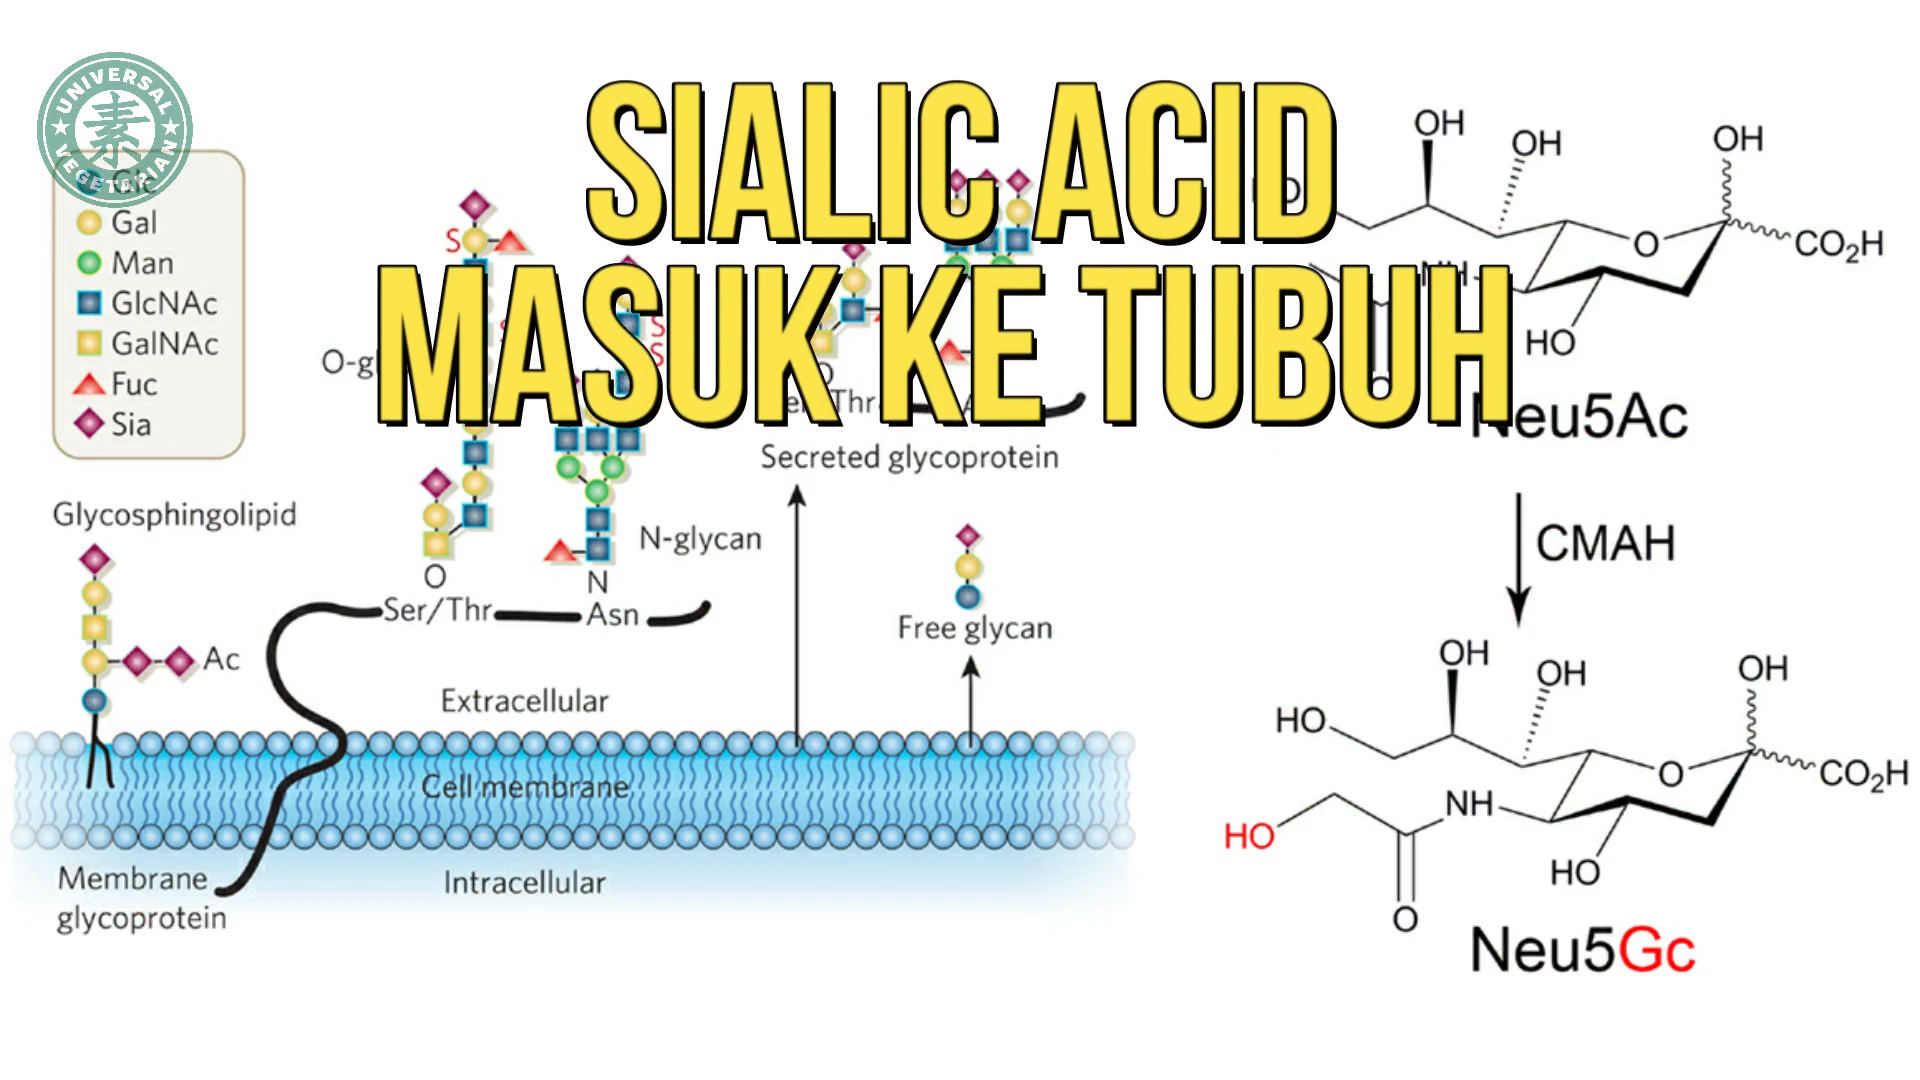 UNIVERSAL
素
VEGETARIAN
SIALIC ACID
MASUK KE TUBUH
Glc
Gal
Man
GlcNAc
GalNAc
Fuc
Sia
Glycosphingolipid
Ac
S
S
S
O
Ser/Thr
N
Asn
N-glycan
Secreted glycoprotein
Free glycan
Extracellular
Cell membrane
Intracellular
Membrane
glycoprotein
OH
OH
OH
O
CO₂H
HO
Neu5Ac
CMAH
OH
OH
OH
HO
O
CO₂H
NH
HO
HO
O
Neu5Gc